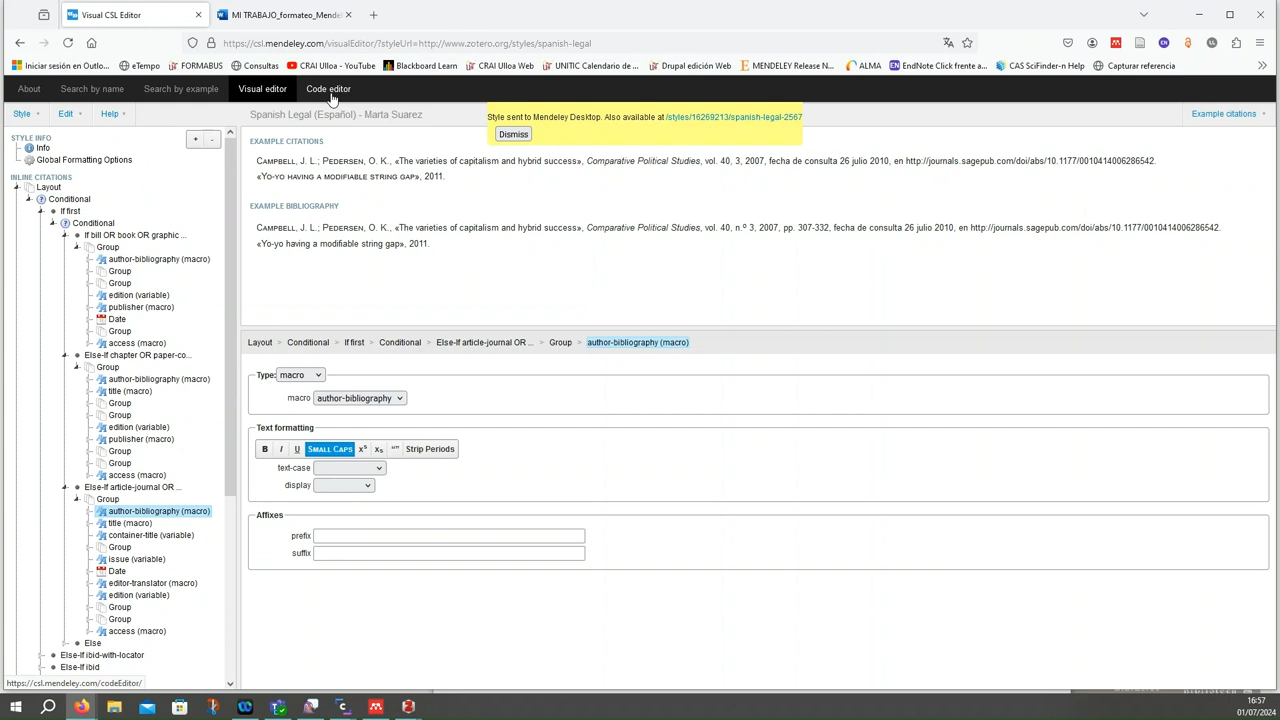 Visual CSL Editor
MI TRABAJO_formateo_Mendel
https://csl.mendeley.com/visualEditor/?styleUrl=http://www.zotero.org/styles/spanish-legal
Iniciar sesión en Outlo...
eTempo
FORMABUS
Consultas
CRAI Ulloa - YouTube
Blackboard Learn
CRAI Ulloa Web
UNITIC Calendario de ...
Drupal edición Web
MENDELEY Release N...
ALMA
EndNote Click frente a...
CAS SciFinder-n Help
Capturar referencia
About
Search by name
Search by example
Visual editor
Code editor
Style
Edit
Help
Spanish Legal (Español) - Marta Suarez
Style sent to Mendeley Desktop. Also available at /styles/16269213/spanish-legal-2567
Dismiss
Example citations
STYLE INFO
+ -
Info
Global Formatting Options
INLINE CITATIONS
Layout
Conditional
If first
Conditional
If bill OR book OR graphic ...
Group
author-bibliography (macro)
Group
Group
edition (variable)
publisher (macro)
Date
Group
access (macro)
Else-If chapter OR paper-co...
Group
author-bibliography (macro)
title (macro)
Group
Group
edition (variable)
publisher (macro)
Group
Group
access (macro)
Else-If article-journal OR ...
Group
author-bibliography (macro)
title (macro)
container-title (variable)
Group
issue (variable)
Date
editor-translator (macro)
edition (variable)
Group
Group
access (macro)
Else
Else-If ibid-with-locator
Else-If ibid
https://csl.mendeley.com/codeEditor/
EXAMPLE CITATIONS
CAMPBELL, J. L.; PEDERSEN, O. K., «The varieties of capitalism and hybrid success», Comparative Political Studies, vol. 40, 3, 2007, fecha de consulta 26 julio 2010, en http://journals.sagepub.com/doi/abs/10.1177/0010414006286542.
«YO-YO HAVING A MODIFIABLE STRING GAP», 2011.
EXAMPLE BIBLIOGRAPHY
CAMPBELL, J. L.; PEDERSEN, O. K., «The varieties of capitalism and hybrid success», Comparative Political Studies, vol. 40, n.º 3, 2007, pp. 307-332, fecha de consulta 26 julio 2010, en http://journals.sagepub.com/doi/abs/10.1177/0010414006286542.
«Yo-yo having a modifiable string gap», 2011.
Layout > Conditional > If first > Conditional > Else-If article-journal OR ... > Group > author-bibliography (macro)
Type: macro
macro author-bibliography
Text formatting
B I U SMALL CAPS x^s x_s “” Strip Periods
text-case
display
Affixes
prefix
suffix
16:57
01/07/2024